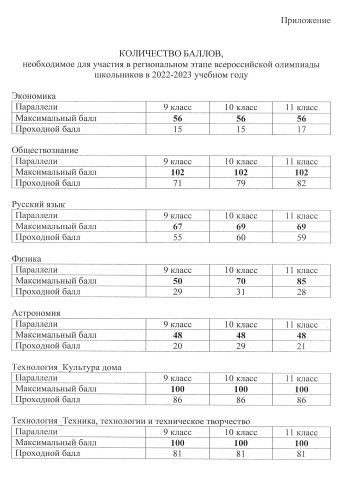 Приложение
КОЛИЧЕСТВО БАЛЛОВ,
необходимое для участия в региональном этапе всероссийской олимпиады
школьников в 2022-2023 учебном году
Экономика
Параллели 9 класс 10 класс 11 класс
Максимальный балл 56 56 56
Проходной балл 15 15 17
Обществознание
Параллели 9 класс 10 класс 11 класс
Максимальный балл 102 102 102
Проходной балл 71 79 82
Русский язык
Параллели 9 класс 10 класс 11 класс
Максимальный балл 67 69 69
Проходной балл 55 60 59
Физика
Параллели 9 класс 10 класс 11 класс
Максимальный балл 50 70 85
Проходной балл 29 31 28
Астрономия
Параллели 9 класс 10 класс 11 класс
Максимальный балл 48 48 48
Проходной балл 20 29 21
Технология_Культура дома
Параллели 9 класс 10 класс 11 класс
Максимальный балл 100 100 100
Проходной балл 86 86 86
Технология_Техника, технологии и техническое творчество
Параллели 9 класс 10 класс 11 класс
Максимальный балл 100 100 100
Проходной балл 81 81 81